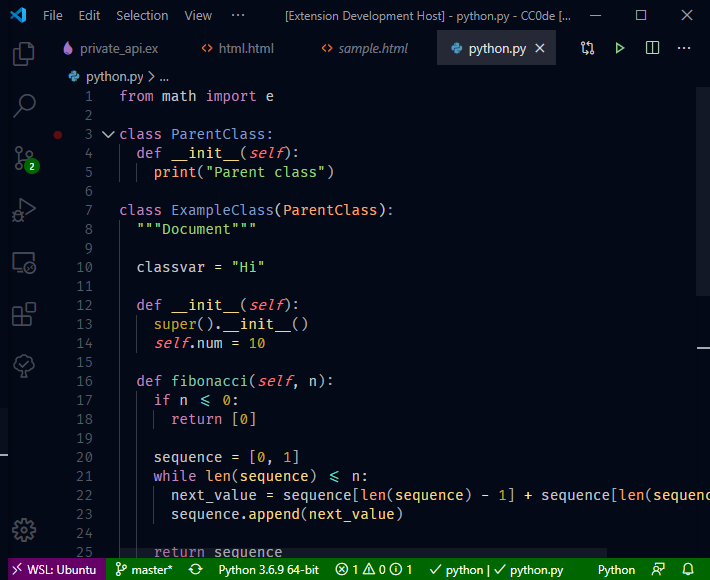 File Edit Selection View ··· [Extension Development Host] - python.py - CC0de [...
private_api.ex html.html sample.html python.py
python.py > ...
1 from math import e
2
3 class ParentClass:
4 def __init__(self):
5 print("Parent class")
6
7 class ExampleClass(ParentClass):
8 """Document"""
9
10 classvar = "Hi"
11
12 def __init__(self):
13 super().__init__()
14 self.num = 10
15
16 def fibonacci(self, n):
17 if n ≤ 0:
18 return [0]
19
20 sequence = [0, 1]
21 while len(sequence) ≤ n:
22 next_value = sequence[len(sequence) - 1] + sequence[len(sequenc
23 sequence.append(next_value)
24
25 return sequence
2
WSL: Ubuntu master* Python 3.6.9 64-bit 1 0 1 ✓ python | ✓ python.py Python